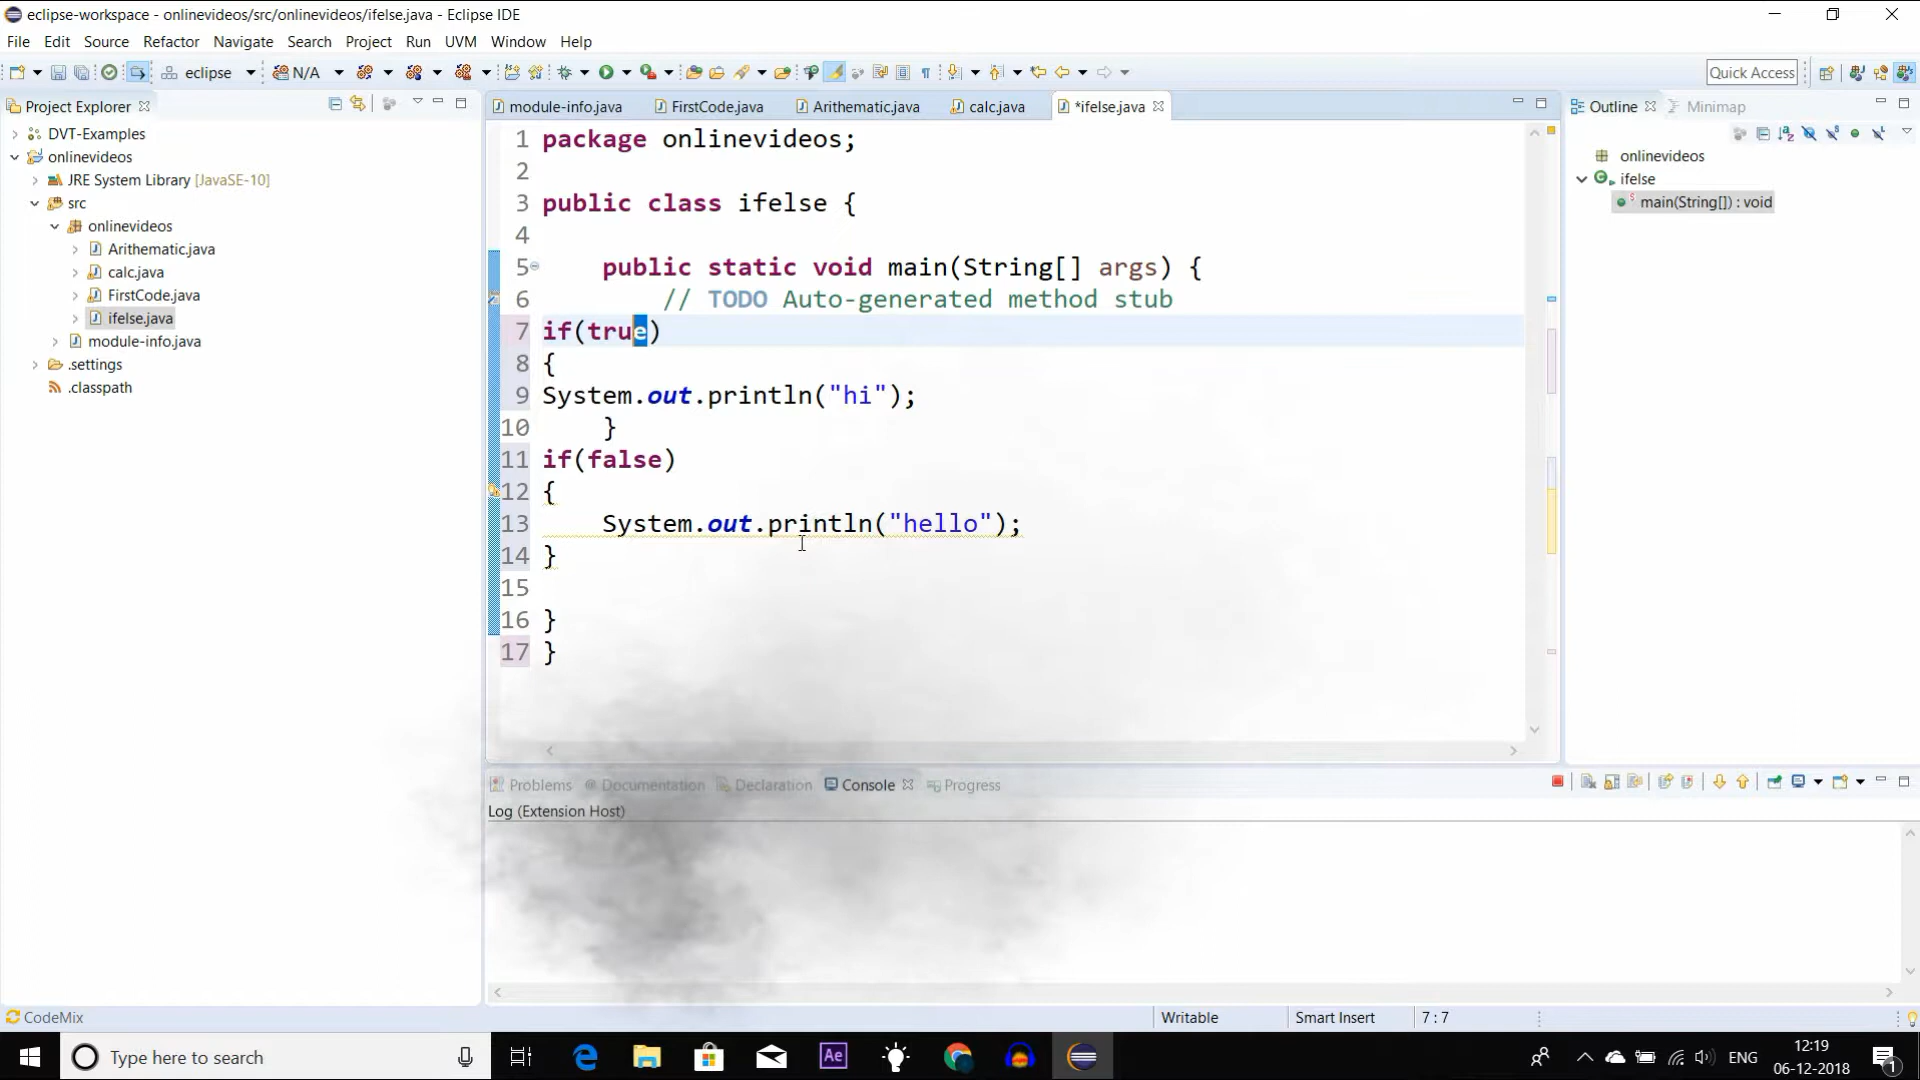 eclipse-workspace - onlinevideos/src/onlinevideos/ifelse.java - Eclipse IDE
File Edit Source Refactor Navigate Search Project Run UVM Window Help
eclipse N/A Quick Access
Project Explorer
DVT-Examples
onlinevideos
JRE System Library [JavaSE-10]
src
onlinevideos
Arithematic.java
calc.java
FirstCode.java
ifelse.java
module-info.java
.settings
.classpath
module-info.java FirstCode.java Arithematic.java calc.java *ifelse.java
1 package onlinevideos;
2
3 public class ifelse {
4
5 public static void main(String[] args) {
6 // TODO Auto-generated method stub
7 if(true)
8 {
9 System.out.println("hi");
10 }
11 if(false)
12 {
13 System.out.println("hello");
14 }
15
16 }
17 }
Outline Minimap
onlinevideos
ifelse
main(String[]) : void
Problems Documentation Declaration Console Progress
Log (Extension Host)
CodeMix Writable Smart Insert 7 : 7
Type here to search Ae ENG 12:19
06-12-2018 1